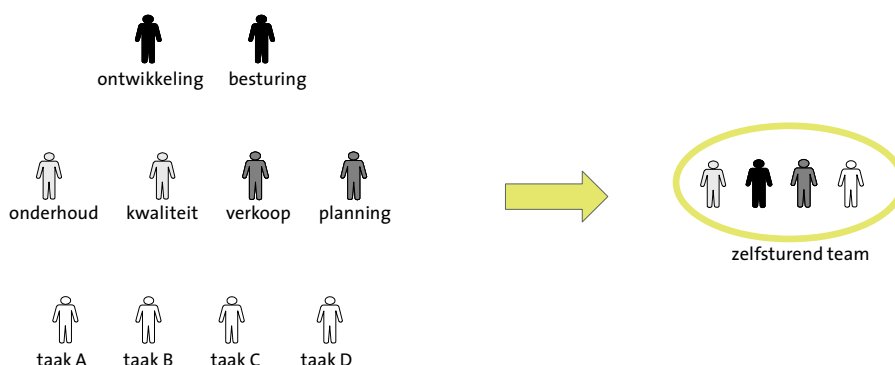 ontwikkeling besturing
onderhoud kwaliteit verkoop planning
zelfsturend team
taak A taak B taak C taak D